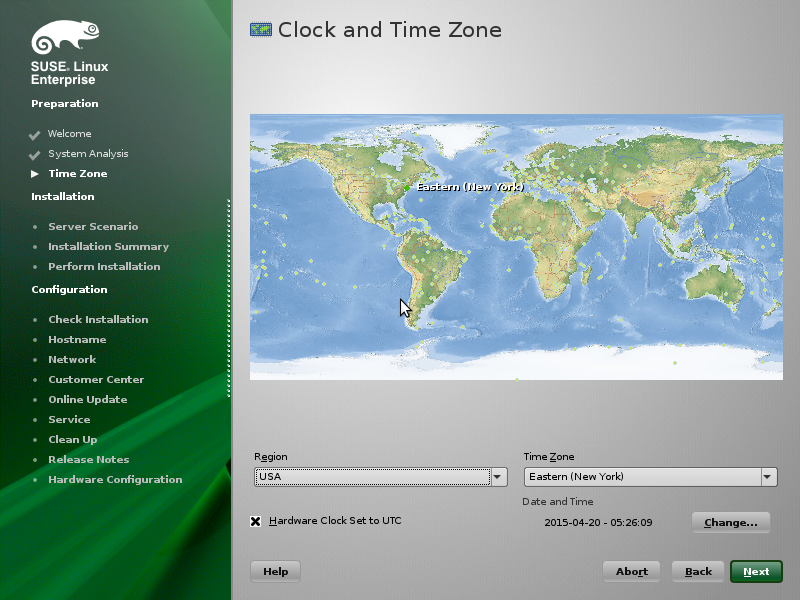 SUSE. Linux
Enterprise
Preparation
Welcome
System Analysis
Time Zone
Installation
Server Scenario
Installation Summary
Perform Installation
Configuration
Check Installation
Hostname
Network
Customer Center
Online Update
Service
Clean Up
Release Notes
Hardware Configuration
Clock and Time Zone
Eastern (New York)
Region
USA
Time Zone
Eastern (New York)
Hardware Clock Set to UTC
Date and Time
2015-04-20 - 05:26:09
Change...
Help
Abort
Back
Next